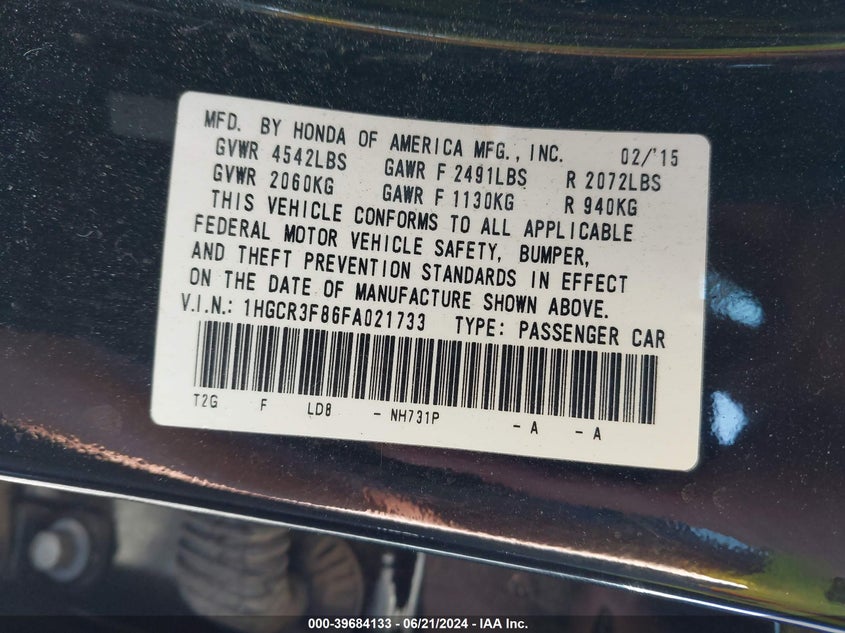 MFD. BY HONDA OF AMERICA MFG., INC. 02/'15
GVWR 4542LBS GAWR F 2491LBS R 2072LBS
GVWR 2060KG GAWR F 1130KG R 940KG
THIS VEHICLE CONFORMS TO ALL APPLICABLE
FEDERAL MOTOR VEHICLE SAFETY, BUMPER,
AND THEFT PREVENTION STANDARDS IN EFFECT
ON THE DATE OF MANUFACTURE SHOWN ABOVE.
V.I.N.: 1HGCR3F86FA021733 TYPE: PASSENGER CAR
T2G F LD8 - NH731P - A - A
000-39684133 - 06/21/2024 - IAA Inc.